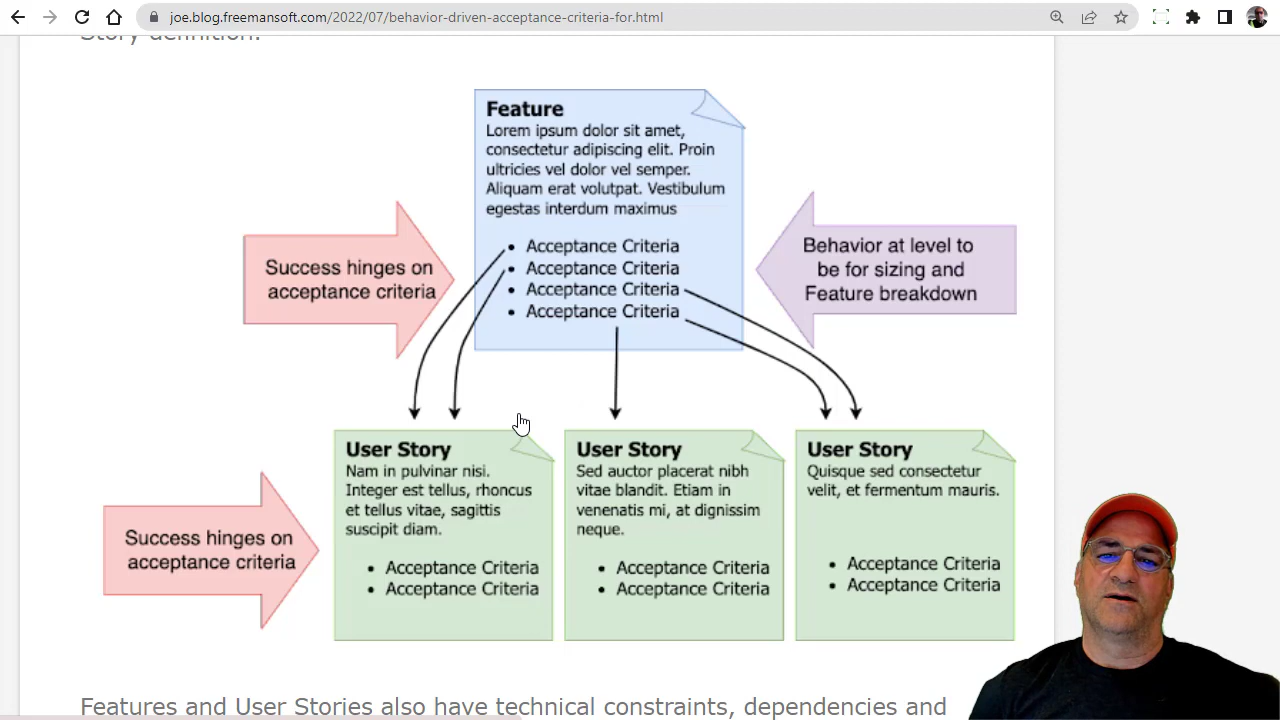 joe.blog.freemansoft.com/2022/07/behavior-driven-acceptance-criteria-for.html
Story definition.
Feature
Lorem ipsum dolor sit amet,
consectetur adipiscing elit. Proin
ultricies vel dolor vel semper.
Aliquam erat volutpat. Vestibulum
egestas interdum maximus
• Acceptance Criteria
• Acceptance Criteria
• Acceptance Criteria
• Acceptance Criteria
Success hinges on
acceptance criteria
Behavior at level to
be for sizing and
Feature breakdown
User Story
Nam in pulvinar nisi.
Integer est tellus, rhoncus
et tellus vitae, sagittis
suscipit diam.
• Acceptance Criteria
• Acceptance Criteria
User Story
Sed auctor placerat nibh
vitae blandit. Etiam in
venenatis mi, at dignissim
neque.
• Acceptance Criteria
• Acceptance Criteria
User Story
Quisque sed consectetur
velit, et fermentum mauris.
• Acceptance Criteria
• Acceptance Criteria
Success hinges on
acceptance criteria
Features and User Stories also have technical constraints, dependencies and